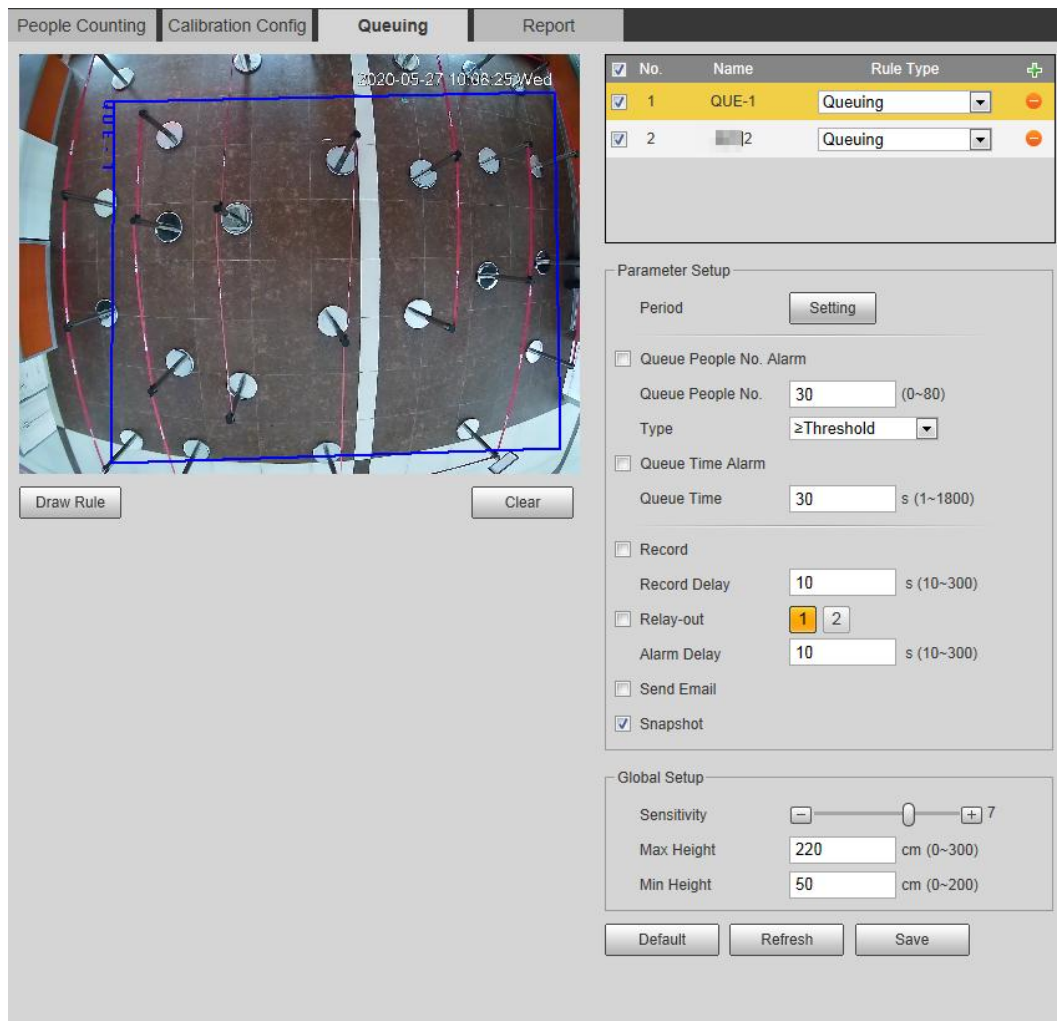 People Counting Calibration Config Queuing Report
2020-05-27 10:08:25 Wed
QUE-1
Draw Rule Clear
No. Name Rule Type
1 QUE-1 Queuing
2 2 Queuing
Parameter Setup
Period Setting
Queue People No. Alarm
Queue People No. 30 (0~80)
Type ≥Threshold
Queue Time Alarm
Queue Time 30 s (1~1800)
Record
Record Delay 10 s (10~300)
Relay-out 1 2
Alarm Delay 10 s (10~300)
Send Email
Snapshot
Global Setup
Sensitivity 7
Max Height 220 cm (0~300)
Min Height 50 cm (0~200)
Default Refresh Save